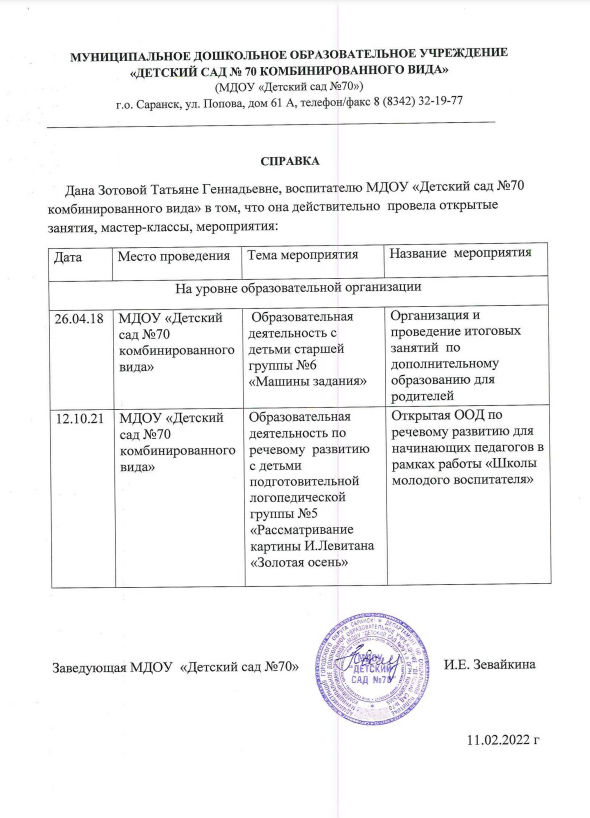 МУНИЦИПАЛЬНОЕ ДОШКОЛЬНОЕ ОБРАЗОВАТЕЛЬНОЕ УЧРЕЖДЕНИЕ
«ДЕТСКИЙ САД № 70 КОМБИНИРОВАННОГО ВИДА»
(МДОУ «Детский сад №70»)
г.о. Саранск, ул. Попова, дом 61 А, телефон/факс 8 (8342) 32-19-77
СПРАВКА
Дана Зотовой Татьяне Геннадьевне, воспитателю МДОУ «Детский сад №70
комбинированного вида» в том, что она действительно провела открытые
занятия, мастер-классы, мероприятия:
Дата
Место проведения
Тема мероприятия
Название мероприятия
На уровне образовательной организации
26.04.18
МДОУ «Детский
сад №70
комбинированного
вида»
Образовательная
деятельность с
детьми старшей
группы №6
«Машины задания»
Организация и
проведение итоговых
занятий по
дополнительному
образованию для
родителей
12.10.21
МДОУ «Детский
сад №70
комбинированного
вида»
Образовательная
деятельность по
речевому развитию
с детьми
подготовительной
логопедической
группы №5
«Рассматривание
картины И.Левитана
«Золотая осень»
Открытая ООД по
речевому развитию для
начинающих педагогов в
рамках работы «Школы
молодого воспитателя»
Заведующая МДОУ «Детский сад №70»
ДЕТСКИЙ
САД №70
И.Е. Зевайкина
11.02.2022 г